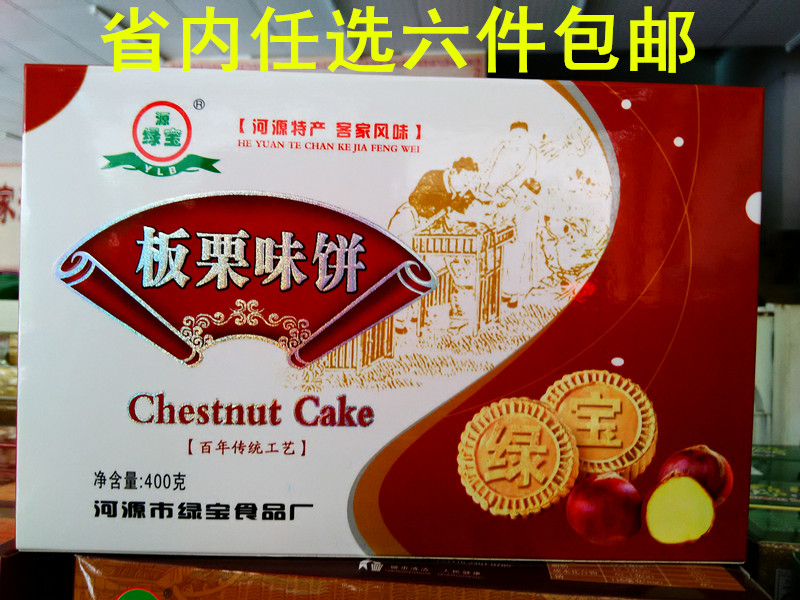 省内任选六件包邮
源
绿宝
YLB
®
【河源特产 客家风味】
HE YUAN TE CHAN KE JIA FENG WEI
板栗味饼
Chestnut Cake
【百年传统工艺】
绿
宝
净含量:400克
河源市绿宝食品厂